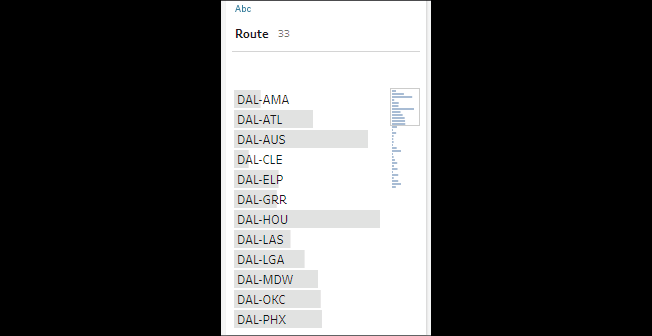 Abc
Route 33
DAL-AMA
DAL-ATL
DAL-AUS
DAL-CLE
DAL-ELP
DAL-GRR
DAL-HOU
DAL-LAS
DAL-LGA
DAL-MDW
DAL-OKC
DAL-PHX